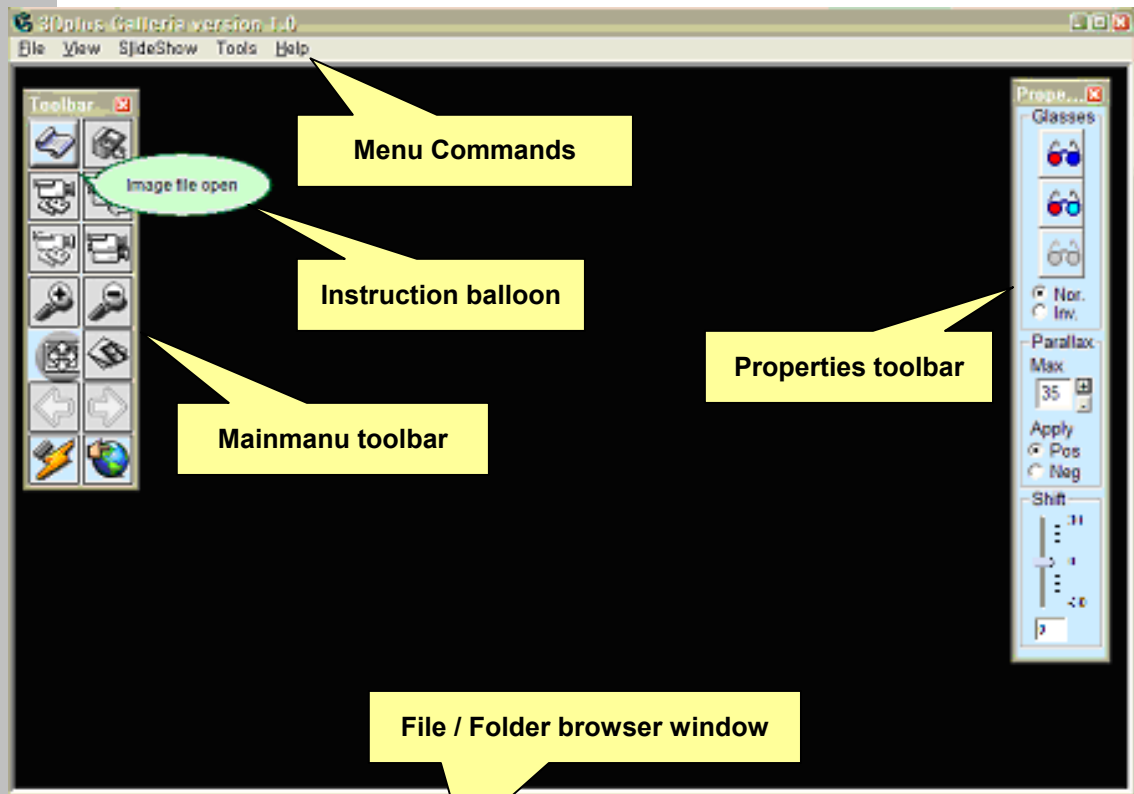 3Dplus Galleria version 1.0
File View SlideShow Tools Help
Toolbar...
Image file open
Menu Commands
Instruction balloon
Mainmanu toolbar
Properties toolbar
File / Folder browser window
Prope...
Glasses
Nor.
Inv.
Parallax
Max
35
+
-
Apply
Pos
Neg
Shift